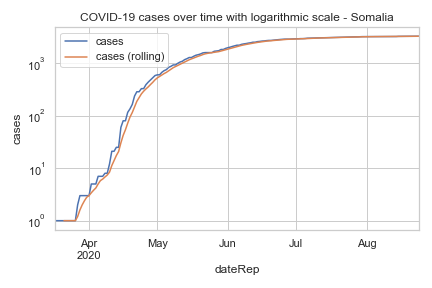 COVID-19 cases over time with logarithmic scale - Somalia
cases
cases (rolling)
10³
10²
10¹
10⁰
cases
Apr
2020
May
Jun
Jul
Aug
dateRep